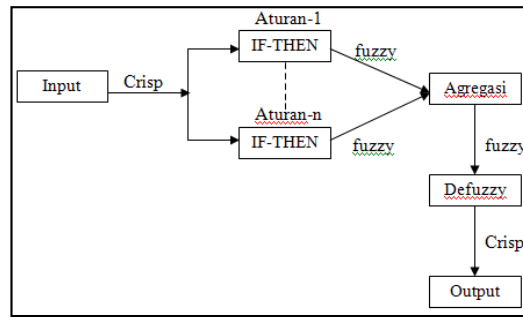 Aturan-1
IF-THEN
fuzzy
Input
Crisp
Agregasi
Aturan-n
IF-THEN
fuzzy
fuzzy
Defuzzy
Crisp
Output